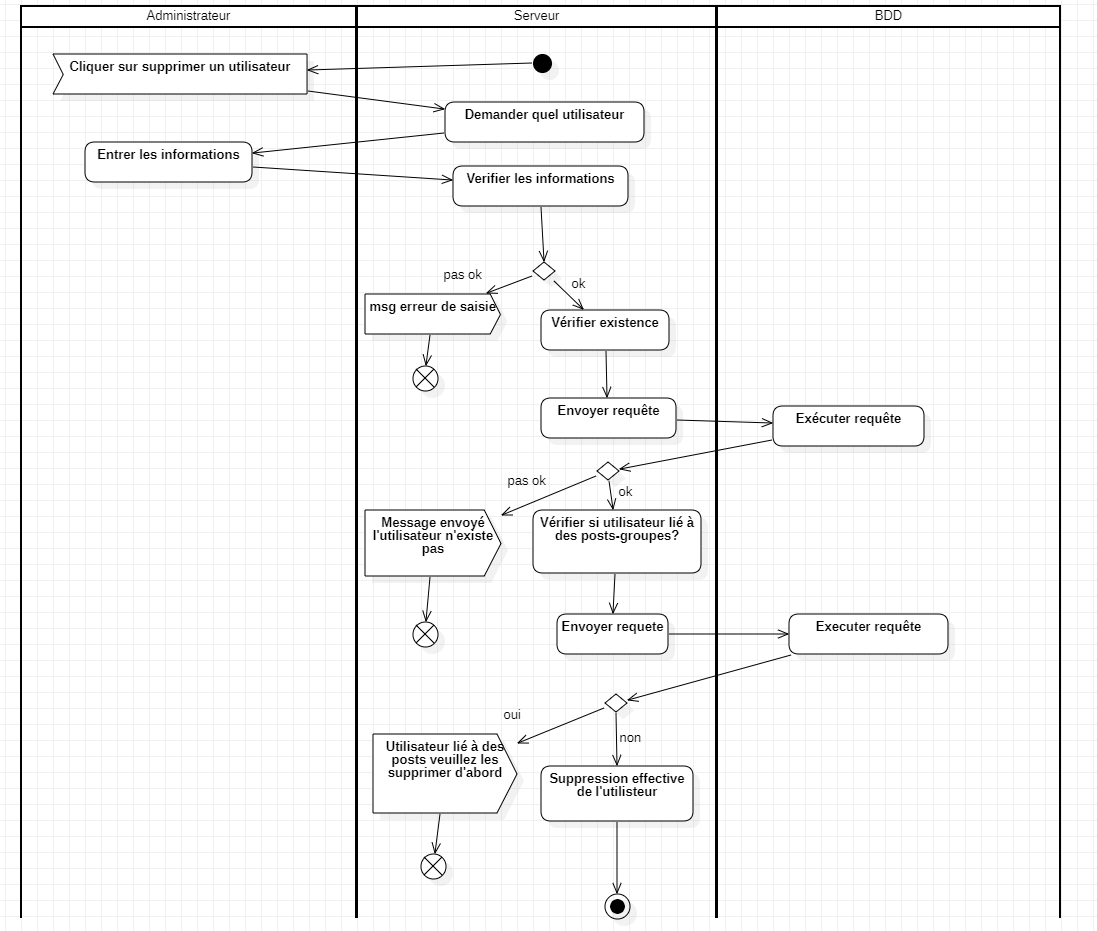 Administrateur
Serveur
BDD
Cliquer sur supprimer un utilisateur
Demander quel utilisateur
Entrer les informations
Verifier les informations
pas ok
ok
msg erreur de saisie
Vérifier existence
Envoyer requête
Exécuter requête
pas ok
ok
Message envoyé
l'utilisateur n'existe
pas
Vérifier si utilisateur lié à
des posts-groupes?
Envoyer requete
Executer requête
oui
non
Utilisateur lié à des
posts veuillez les
supprimer d'abord
Suppression effective
de l'utilisteur